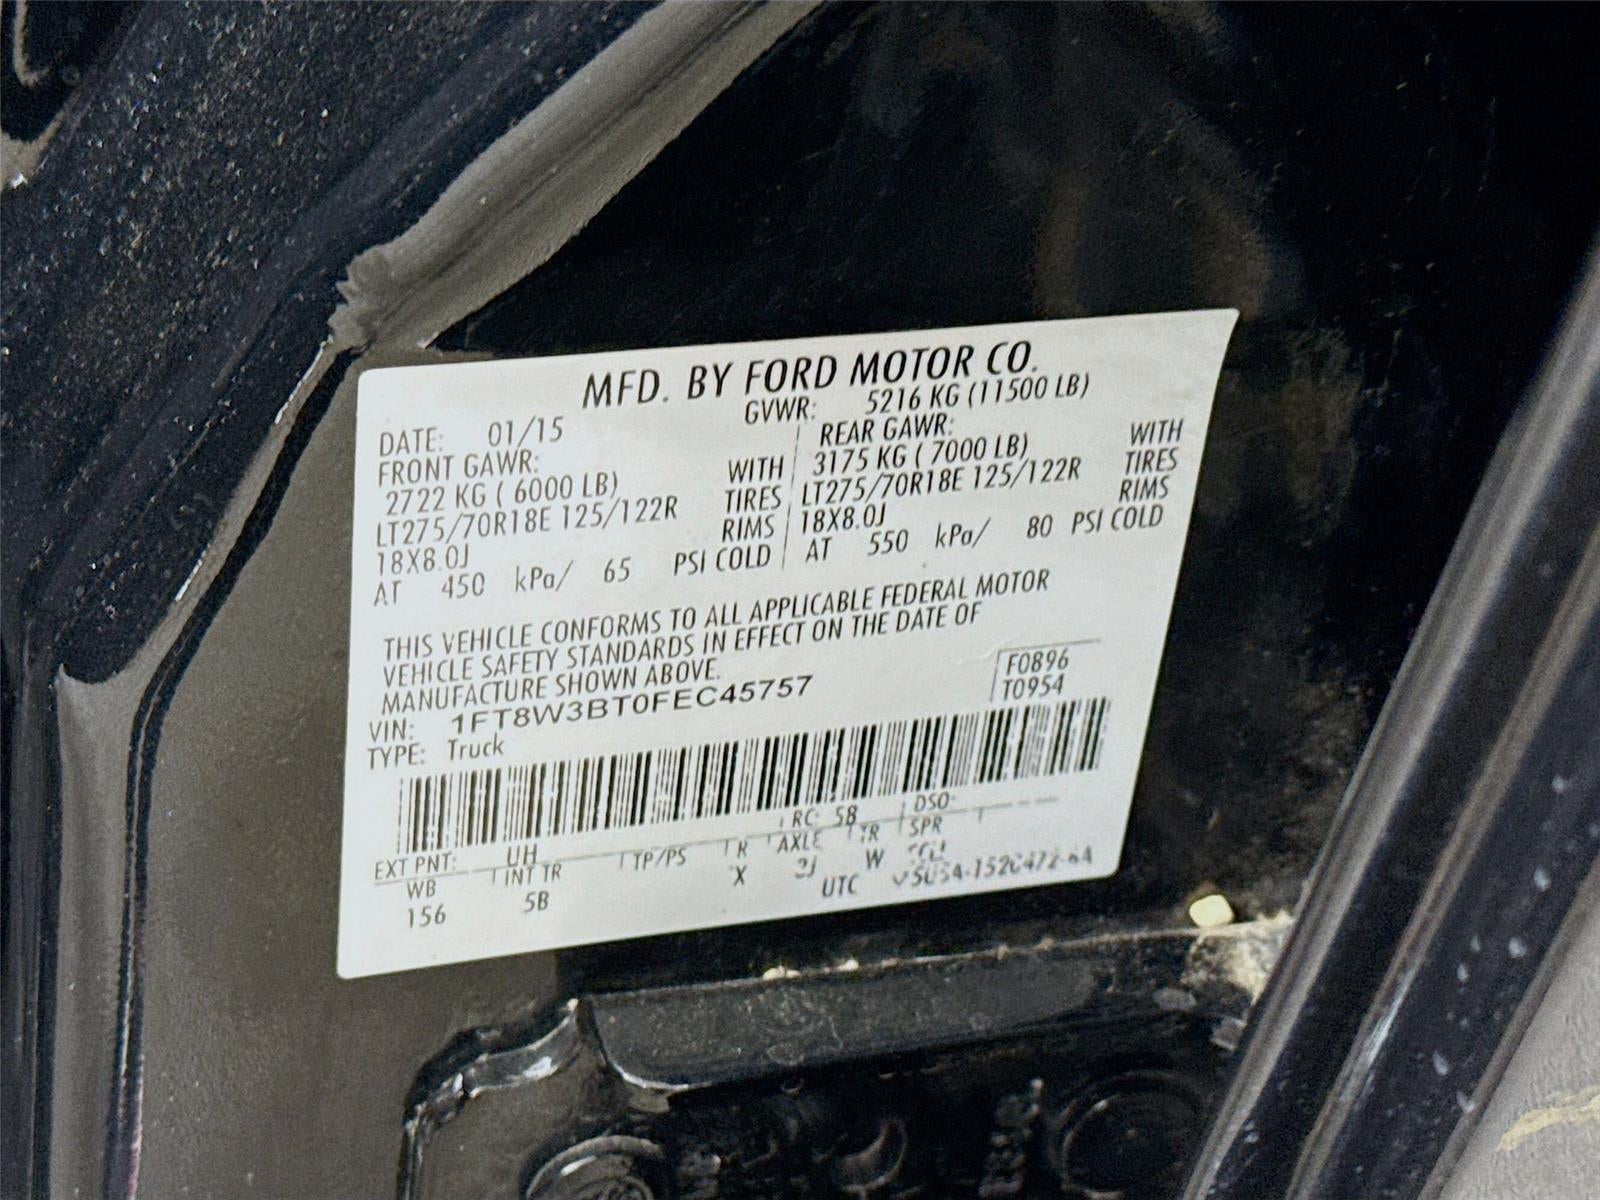 MFD. BY FORD MOTOR CO.
DATE: 01/15 GVWR: 5216 KG (11500 LB)
FRONT GAWR: WITH REAR GAWR: WITH
2722 KG ( 6000 LB) TIRES 3175 KG ( 7000 LB) TIRES
LT275/70R18E 125/122R RIMS LT275/70R18E 125/122R RIMS
18X8.0J 18X8.0J
AT 450 kPa/ 65 PSI COLD AT 550 kPa/ 80 PSI COLD
THIS VEHICLE CONFORMS TO ALL APPLICABLE FEDERAL MOTOR
VEHICLE SAFETY STANDARDS IN EFFECT ON THE DATE OF
MANUFACTURE SHOWN ABOVE.
F0896
T0954
VIN: 1FT8W3BT0FEC45757
TYPE: Truck
EXT PNT: UH RC: 5B DSO:
WB INT TR TP/PS R AXLE TR SPR
156 5B X 3J W
UTC